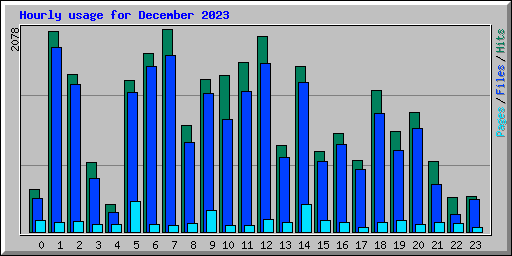 Hourly usage for December 2023
2078
Pages/Files/Hits
0 1 2 3 4 5 6 7 8 9 10 11 12 13 14 15 16 17 18 19 20 21 22 23